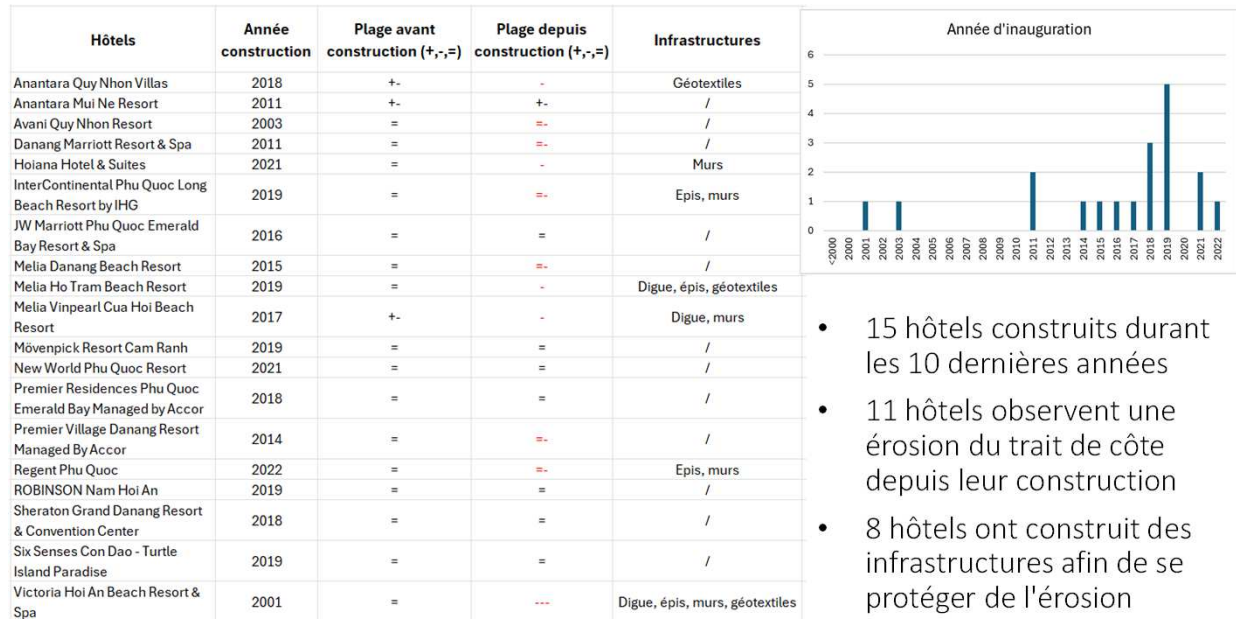 Hôtels Année construction Plage avant construction (+,-,=) Plage depuis construction (+,-,=) Infrastructures
Anantara Quy Nhon Villas 2018 +- - Géotextiles
Anantara Mui Ne Resort 2011 +- +- /
Avani Quy Nhon Resort 2003 = =- /
Danang Marriott Resort & Spa 2011 = =- /
Hoiana Hotel & Suites 2021 = - Murs
InterContinental Phu Quoc Long
Beach Resort by IHG 2019 = =- Epis, murs
JW Marriott Phu Quoc Emerald
Bay Resort & Spa 2016 = = /
Melia Danang Beach Resort 2015 = =- /
Melia Ho Tram Beach Resort 2019 = - Digue, épis, géotextiles
Melia Vinpearl Cua Hoi Beach
Resort 2017 +- - Digue, murs
Mövenpick Resort Cam Ranh 2019 = = /
New World Phu Quoc Resort 2021 = = /
Premier Residences Phu Quoc
Emerald Bay Managed by Accor 2018 = = /
Premier Village Danang Resort
Managed By Accor 2014 = =- /
Regent Phu Quoc 2022 = =- Epis, murs
ROBINSON Nam Hoi An 2019 = = /
Sheraton Grand Danang Resort
& Convention Center 2018 = = /
Six Senses Con Dao - Turtle
Island Paradise 2019 = = /
Victoria Hoi An Beach Resort &
Spa 2001 = --- Digue, épis, murs, géotextiles
Année d'inauguration
6
5
4
3
2
1
0
<2000 2000 2001 2002 2003 2004 2005 2006 2007 2008 2009 2010 2011 2012 2013 2014 2015 2016 2017 2018 2019 2020 2021 2022
• 15 hôtels construits durant
les 10 dernières années
• 11 hôtels observent une
érosion du trait de côte
depuis leur construction
• 8 hôtels ont construit des
infrastructures afin de se
protéger de l'érosion